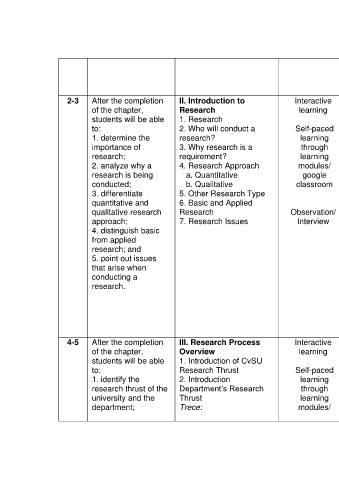 2-3
After the completion
of the chapter,
students will be able
to:
1. determine the
importance of
research;
2. analyze why a
research is being
conducted;
3. differentiate
quantitative and
qualitative research
approach;
4. distinguish basic
from applied
research; and
5. point out issues
that arise when
conducting a
research.
II. Introduction to
Research
1. Research
2. Who will conduct a
research?
3. Why research is a
requirement?
4. Research Approach
a. Quantitative
b. Qualitative
5. Other Research Type
6. Basic and Applied
Research
7. Research Issues
Interactive
learning
Self-paced
learning
through
learning
modules/
google
classroom
Observation/
Interview
4-5
After the completion
of the chapter,
students will be able
to:
1. identify the
research thrust of the
university and the
department;
III. Research Process
Overview
1. Introduction of CvSU
Research Thrust
2. Introduction
Department's Research
Thrust
Trece:
Interactive
learning
Self-paced
learning
through
learning
modules/